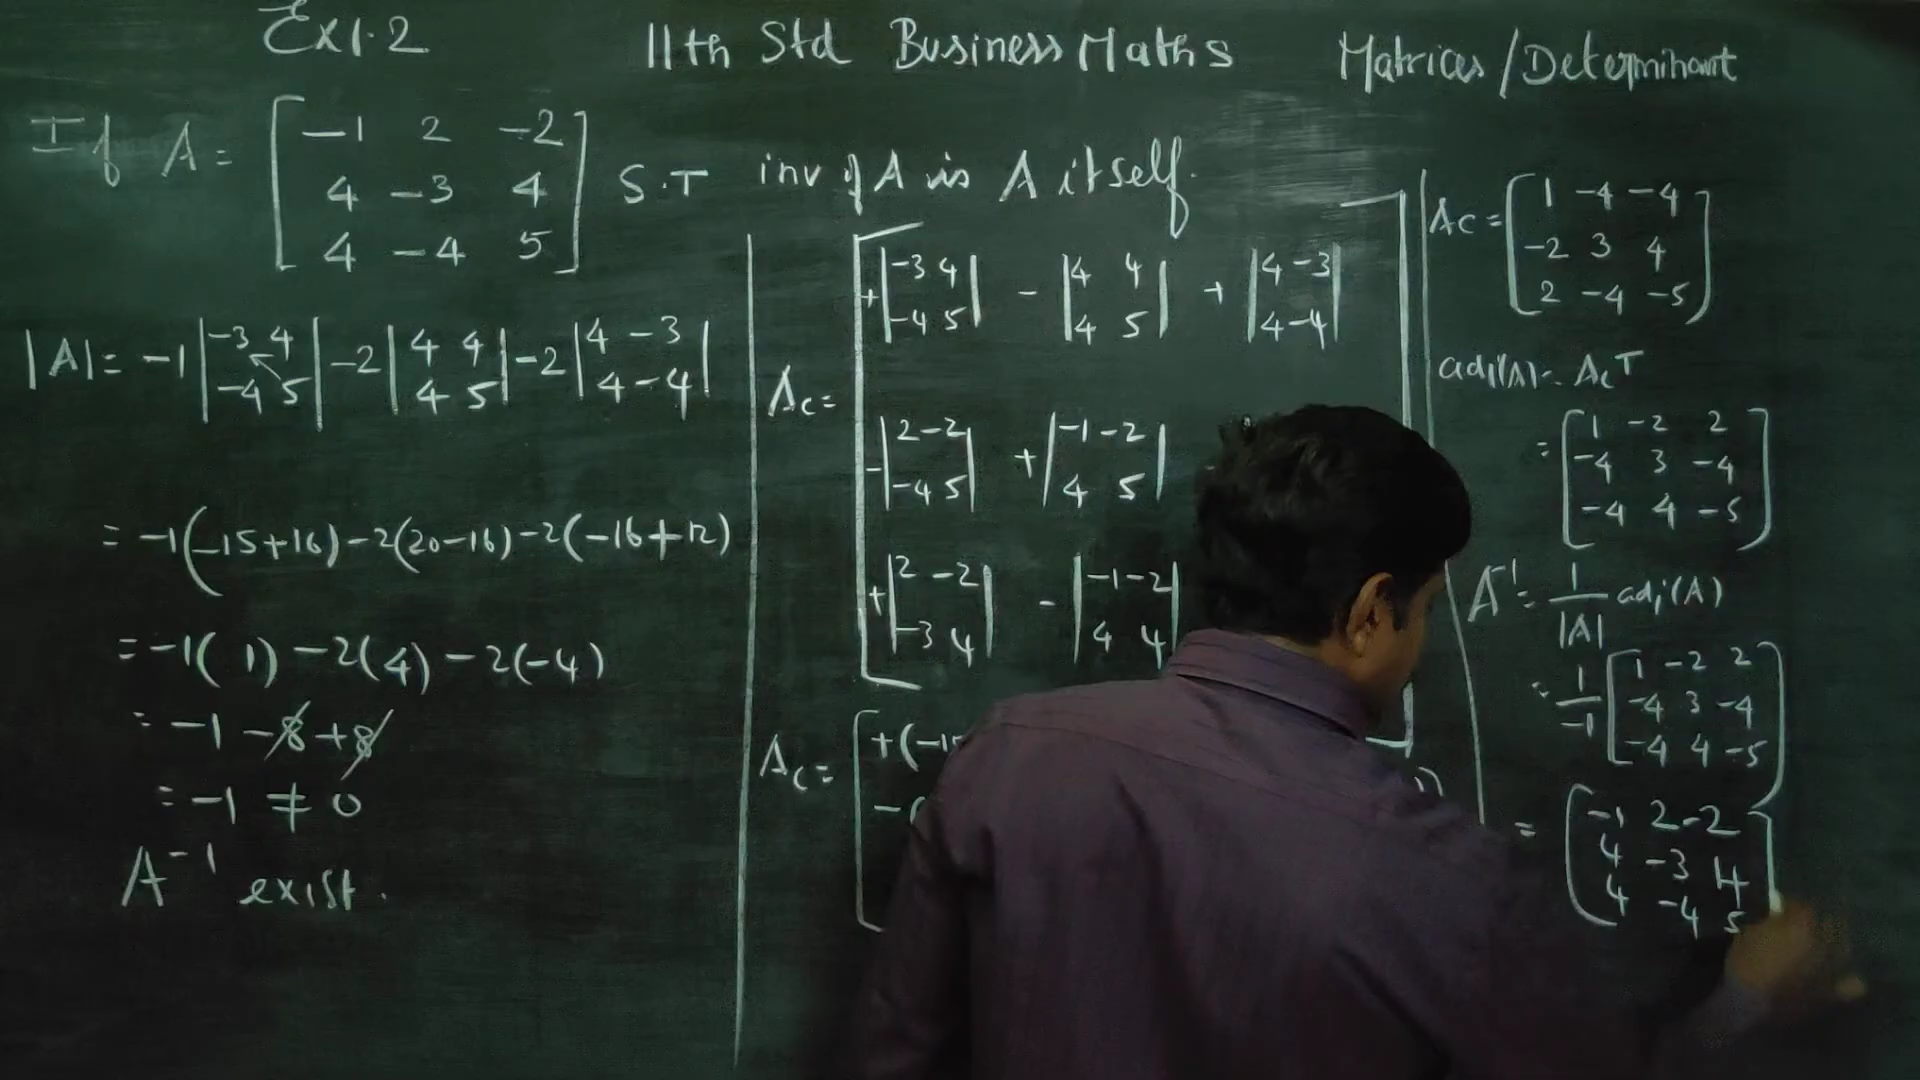 Ex 1.2 11th Std Business Maths Matrices / Determinant
If A = [ -1 2 -2
4 -3 4
4 -4 5 ]
S.T inv of A is A itself.
|A| = -1 | -3 4
-4 5 | -2 | 4 4
4 5 | -2 | 4 -3
4 -4 |
= -1(-15+16) -2(20-16) -2(-16+12)
= -1( 1) -2(4) -2(-4)
= -1 -8 +8
= -1 ≠ 0
A⁻¹ exist.
Ac = [ + | -3 4
-4 5 | - | 4 4
4 5 | + | 4 -3
4 -4 |
- | 2 -2
-4 5 | + | -1 -2
4 5 | -
+ | 2 -2
-3 4 | - | -1 -2
4 4 | ]
Ac = [ +(-15
-(
Ac = [ 1 -4 -4
-2 3 4
2 -4 -5 ]
adj(A) = AcT
= [ 1 -2 2
-4 3 -4
-4 4 -5 ]
A⁻¹ = 1/|A| adj(A)
= 1/-1 [ 1 -2 2
-4 3 -4
-4 4 -5 ]
= [ -1 2 -2
4 -3 4
4 -4 5 ]